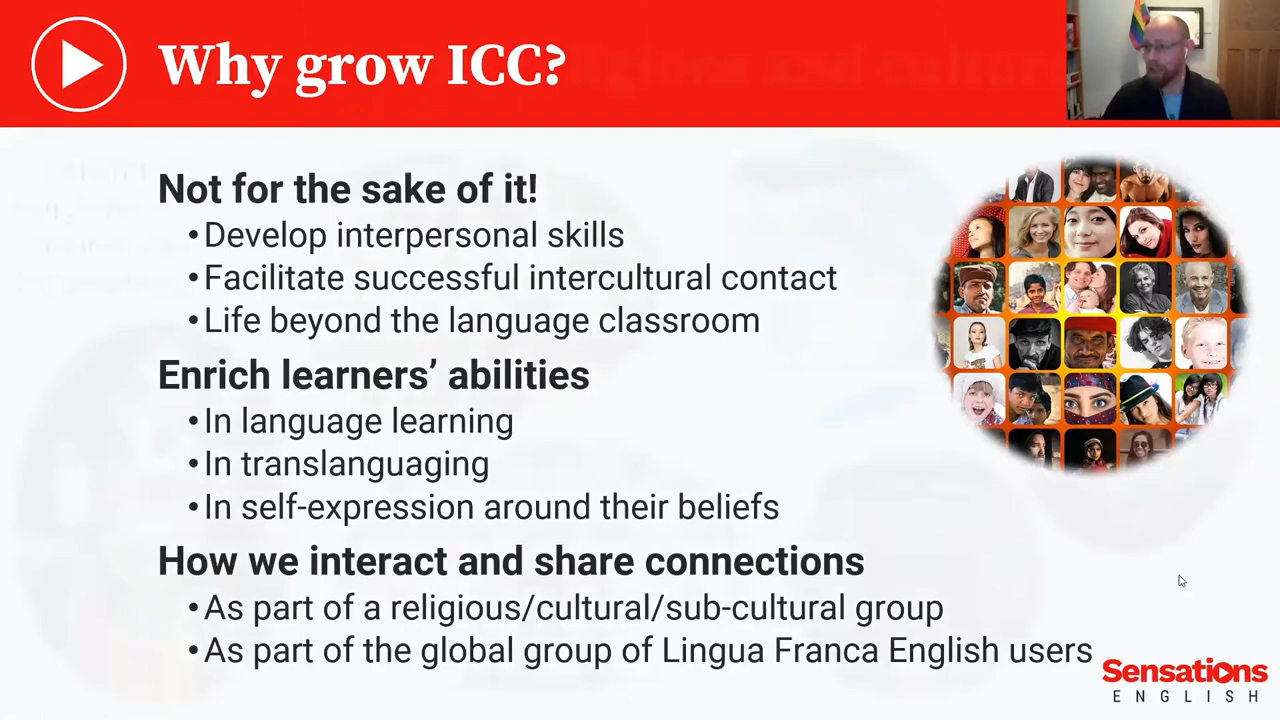 Why grow ICC?
Not for the sake of it!
•Develop interpersonal skills
•Facilitate successful intercultural contact
•Life beyond the language classroom
Enrich learners’ abilities
•In language learning
•In translanguaging
•In self-expression around their beliefs
How we interact and share connections
•As part of a religious/cultural/sub-cultural group
•As part of the global group of Lingua Franca English users
Sensations
ENGLISH